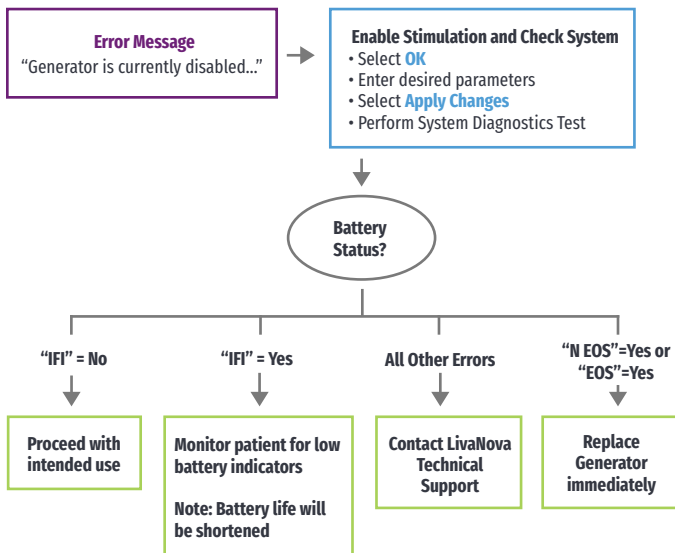 Error Message
“Generator is currently disabled...”
Enable Stimulation and Check System
• Select OK
• Enter desired parameters
• Select Apply Changes
• Perform System Diagnostics Test
Battery
Status?
“IFI” = No
“IFI” = Yes
All Other Errors
“N EOS”=Yes or
“EOS”=Yes
Proceed with
intended use
Monitor patient for low
battery indicators
Note: Battery life will
be shortened
Contact LivaNova
Technical
Support
Replace
Generator
immediately